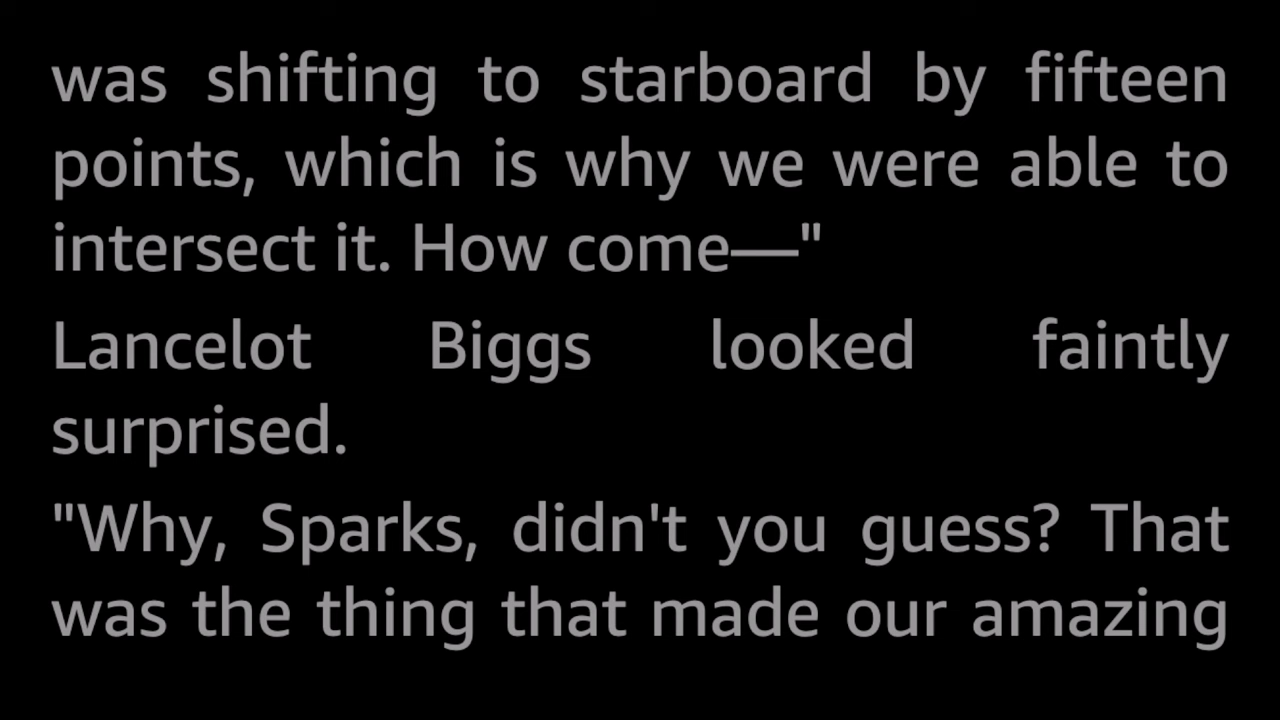 was shifting to starboard by fifteen
points, which is why we were able to
intersect it. How come—"
Lancelot Biggs looked faintly
surprised.
"Why, Sparks, didn't you guess? That
was the thing that made our amazing